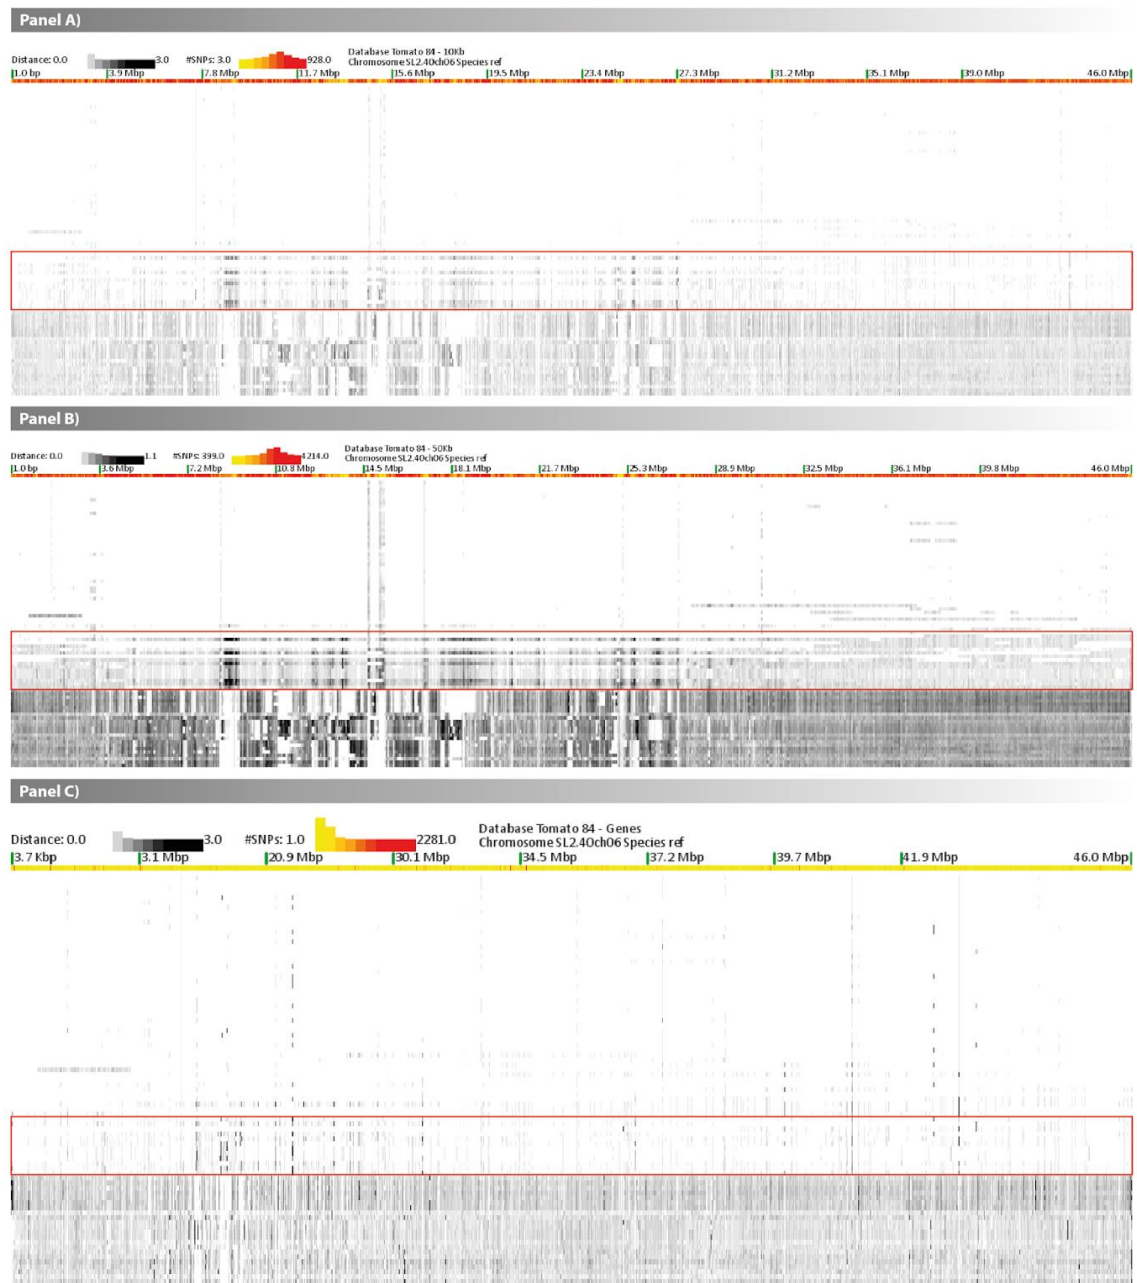 Panel A)
Distance: 0.0 3.0 #SNPs: 3.0 928.0 Database Tomato 84 - 10Kb
Chromosome SL2.40ch06 Species ref
1.0 bp 3.9 Mbp 7.8 Mbp 11.7 Mbp 15.6 Mbp 19.5 Mbp 23.4 Mbp 27.3 Mbp 31.2 Mbp 35.1 Mbp 39.0 Mbp 46.0 Mbp
Panel B)
Distance: 0.0 1.1 #SNPs: 399.0 4214.0 Database Tomato 84 - 50Kb
Chromosome SL2.40ch06 Species ref
1.0 bp 3.6 Mbp 7.2 Mbp 10.8 Mbp 14.5 Mbp 18.1 Mbp 21.7 Mbp 25.3 Mbp 28.9 Mbp 32.5 Mbp 36.1 Mbp 39.8 Mbp 46.0 Mbp
Panel C)
Distance: 0.0 3.0 #SNPs: 1.0 2281.0 Database Tomato 84 - Genes
Chromosome SL2.40ch06 Species ref
3.7 Kbp 3.1 Mbp 20.9 Mbp 30.1 Mbp 34.5 Mbp 37.2 Mbp 39.7 Mbp 41.9 Mbp 46.0 Mbp